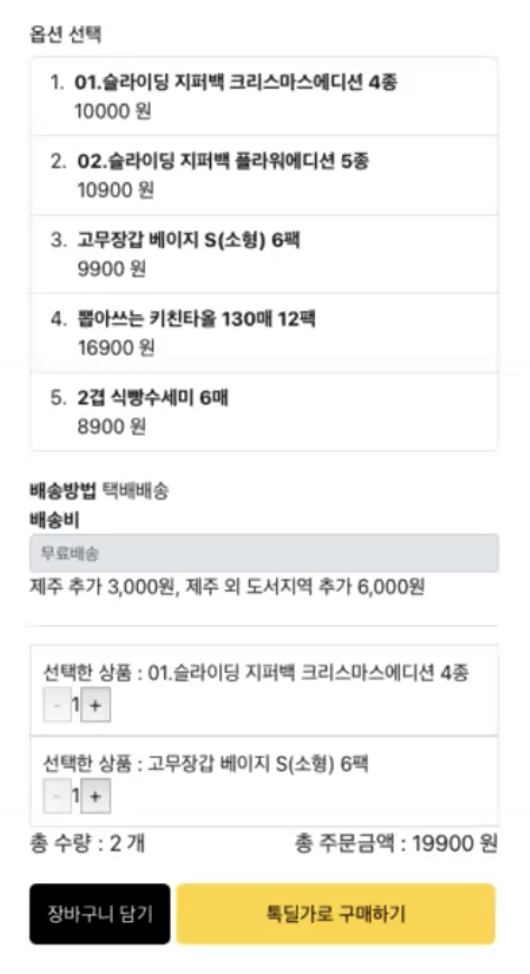 옵션 선택
1. 01.슬라이딩 지퍼백 크리스마스에디션 4종
10000 원
2. 02.슬라이딩 지퍼백 플라워에디션 5종
10900 원
3. 고무장갑 베이지 S(소형) 6팩
9900 원
4. 뽑아쓰는 키친타올 130매 12팩
16900 원
5. 2겹 식빵수세미 6매
8900 원
배송방법 택배배송
배송비
무료배송
제주 추가 3,000원, 제주 외 도서지역 추가 6,000원
선택한 상품 : 01.슬라이딩 지퍼백 크리스마스에디션 4종
- 1 +
선택한 상품 : 고무장갑 베이지 S(소형) 6팩
- 1 +
총 수량 : 2 개 총 주문금액 : 19900 원
장바구니 담기 톡딜가로 구매하기